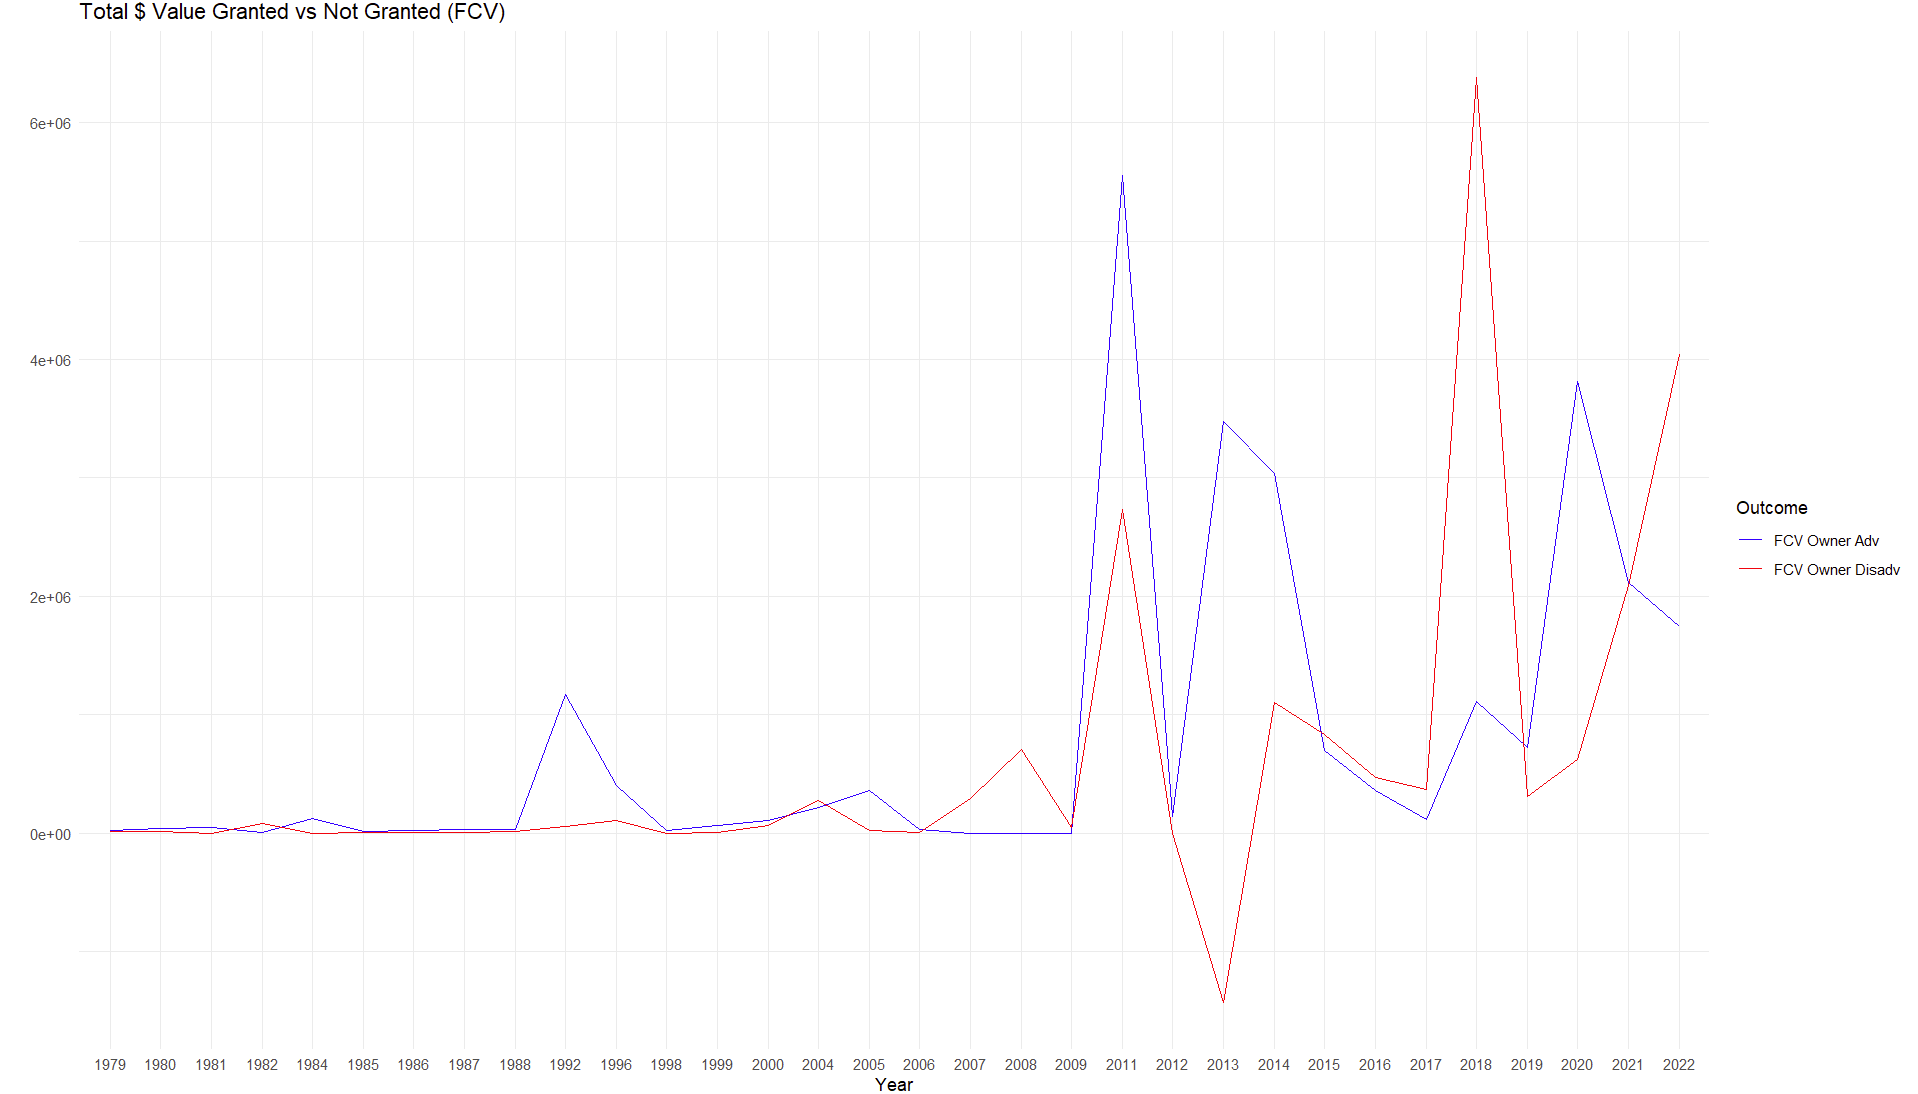 Total $ Value Granted vs Not Granted (FCV)
6e+06
4e+06
2e+06
0e+00
Outcome
FCV Owner Adv
FCV Owner Disadv
1979 1980 1981 1982 1984 1985 1986 1987 1988 1992 1996 1998 1999 2000 2004 2005 2006 2007 2008 2009 2011 2012 2013 2014 2015 2016 2017 2018 2019 2020 2021 2022
Year